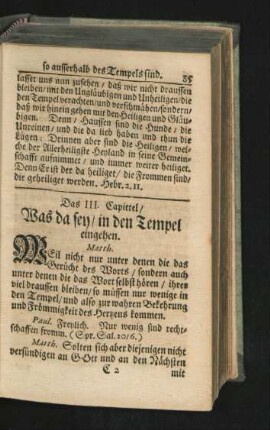 so ausserhalb des Tempels sind. 35
lasset uns nun zusehen/ daß wir nicht draussen
bleiben/ mit den Ungläubigen und Unheiligen/ die
den Tempel verachten/ und verschmähen/ sondern/
daß wir hinein gehen mit den Heiligen und Gläu-
bigen. Denn/ Haussen sind die Hunde/ die
Unreinen/ und die da lieb haben und thun die
Lügen: Drinnen aber sind die Heiligen/ wel-
che der Allerheiligste Heyland in seine Gemein-
schafft aufnimmet/ und immer weiter heiliget.
Denn Er ist der da heiliget/ die Frommen sind/
die geheiliget werden. Hebr. 2, 11.
Das III. Capittel/
Was da sey/ in den Tempel
eingehen.
Matth.
WEil nicht nur unter denen die das
Gerüchte des Worts/ sondern auch
unter denen die das Wort selbst hören/ ihrer
viel draussen bleiben/ so müssen nur wenige in
den Tempel/ und also zur wahren Bekehrung
und Frömmigkeit des Herzens kommen.
Paul. Freylich. Nur wenig sind recht-
schaffen fromm. (Spr. Sal. 20/6.)
Matth. Solten sich aber diejenigen nicht
versündigen an GOtt und an den Nächsten
C 2 mit